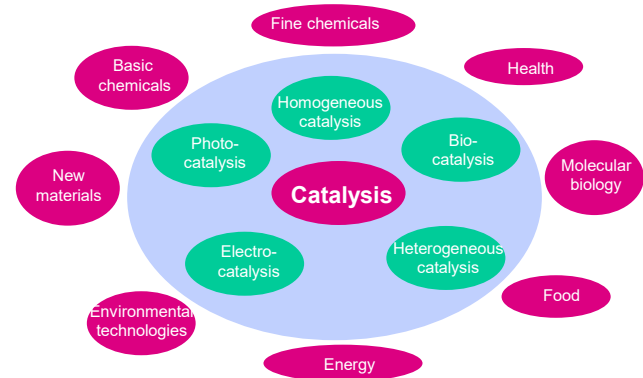 Fine chemicals
Basic
chemicals
Health
Homogeneous
catalysis
Photo-
catalysis
Bio-
catalysis
New
materials
Catalysis
Molecular
biology
Electro-
catalysis
Heterogeneous
catalysis
Environmental
technologies
Food
Energy